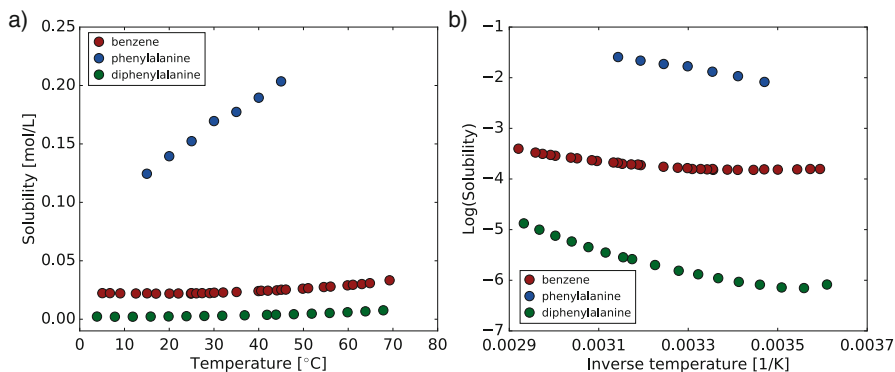 a)
0.25
0.20
0.15
0.10
0.05
0.00
Solubility [mol/L]
benzene
phenylalanine
diphenylalanine
0 10 20 30 40 50 60 70 80
Temperature [°C]
b)
−1
−2
−3
−4
−5
−6
−7
Log(Solubility)
benzene
phenylalanine
diphenylalanine
0.0029 0.0031 0.0033 0.0035 0.0037
Inverse temperature [1/K]